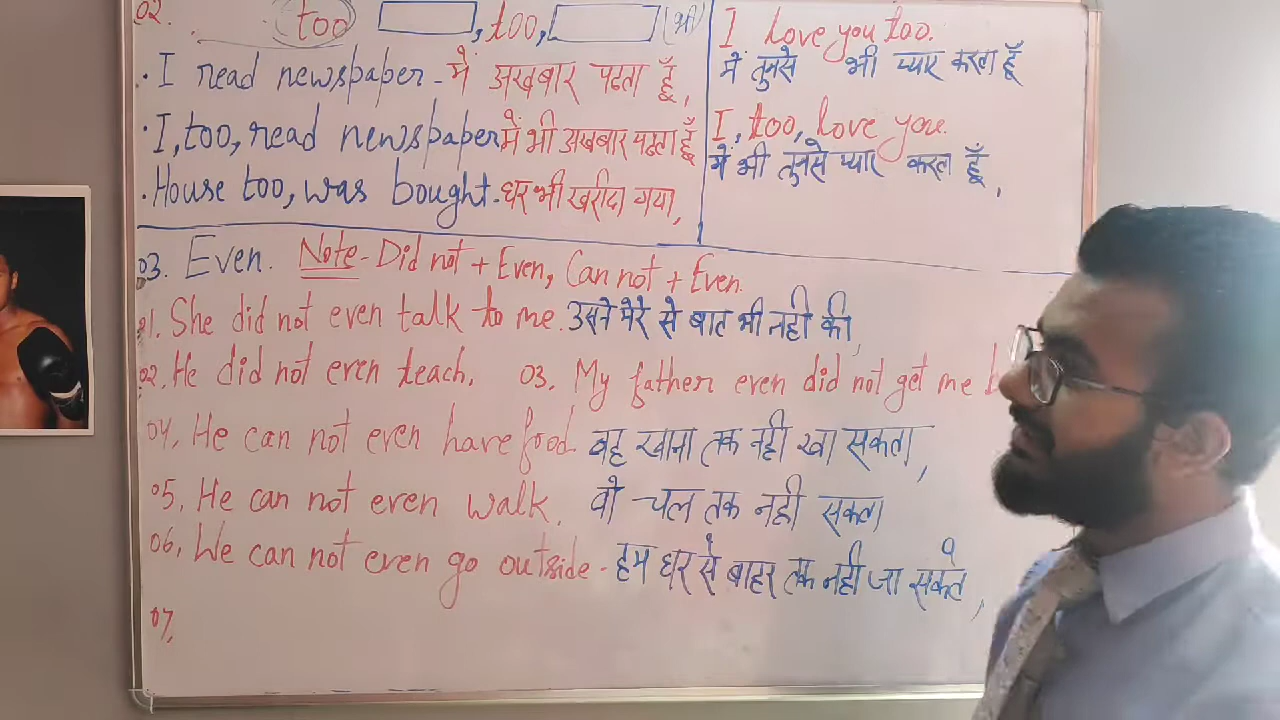 02. too , too, (भी)
• I read newspaper - में अखबार पढता हूँ,
• I, too, read newspaper में भी अखबार पढता हूँ
• House too, was bought - घर भी खरीदा गया,
I love you too.
में तुमसे भी प्यार करता हूँ
I, too, love you.
में भी तुमसे प्यार करता हूँ,
03. Even. Note - Did not + Even, Can not + Even.
01. She did not even talk to me. उसने मेरे से बात भी नही की,
02. He did not even teach. 03. My father even did not get me
04. He can not even have food. वह खाना तक नही खा सकता,
05. He can not even walk. वो चल तक नही सकता
06. We can not even go outside - हम घर से बाहर तक नही जा सकते,
07.